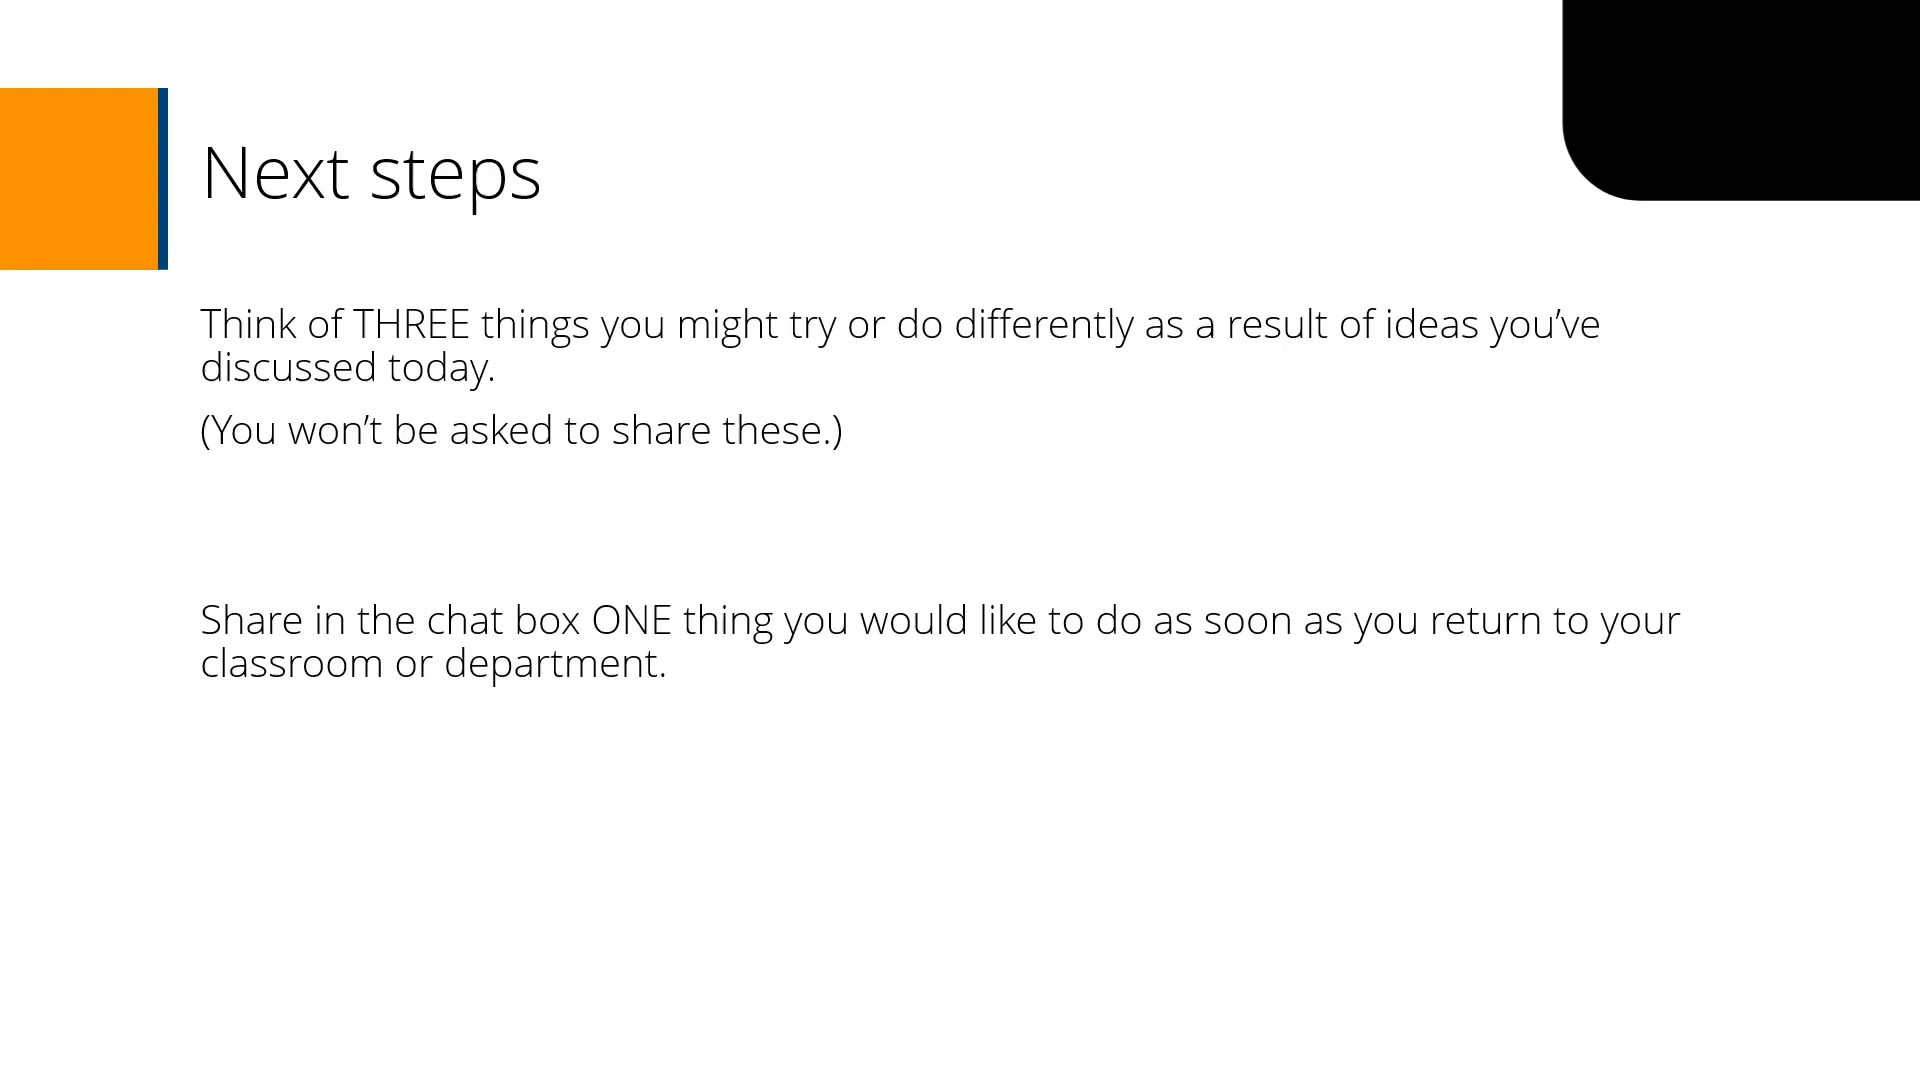 Next steps
Think of THREE things you might try or do differently as a result of ideas you’ve
discussed today.
(You won’t be asked to share these.)
Share in the chat box ONE thing you would like to do as soon as you return to your
classroom or department.